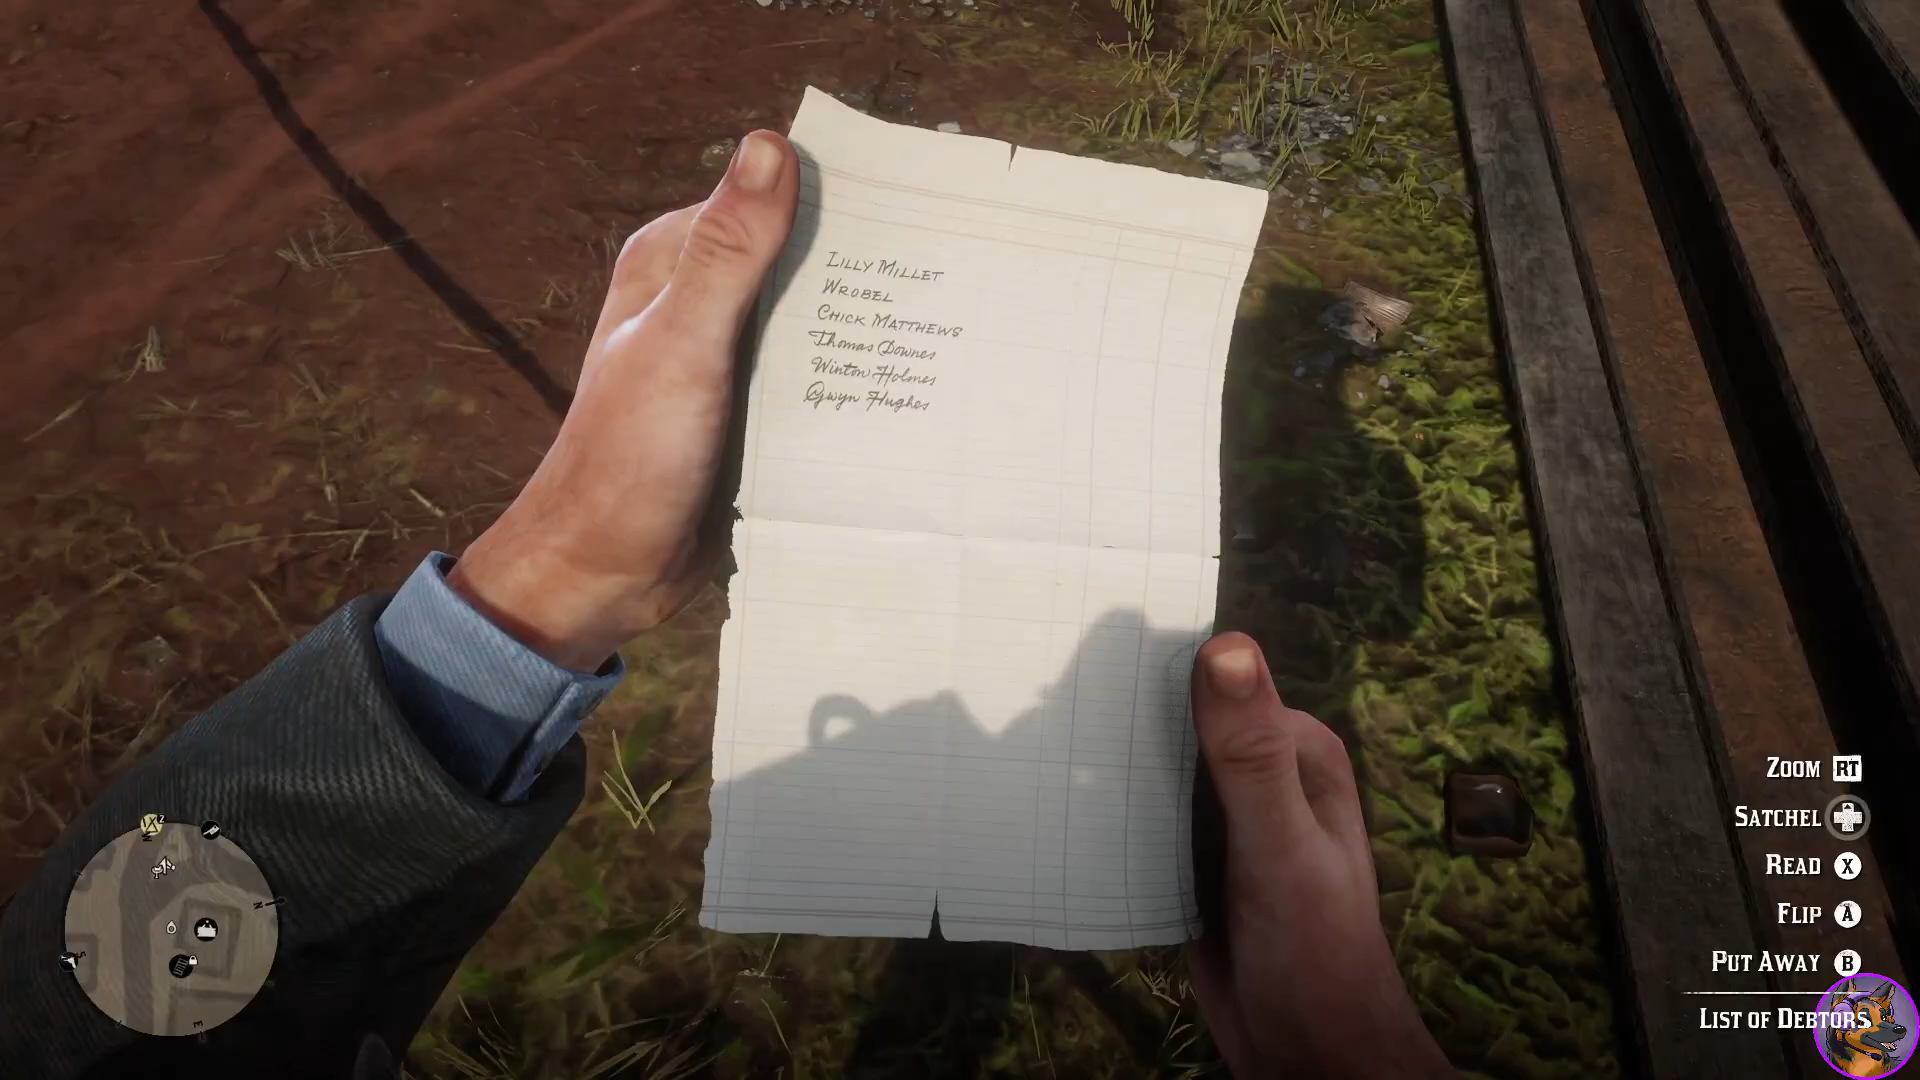 LILLY MILLET
WROBEL
CHICK MATTHEWS
Thomas Downes
Winton Holmes
Gwyn Hughes
ZOOM RT
SATCHEL
READ X
FLIP A
PUT AWAY B
LIST OF DEBTORS